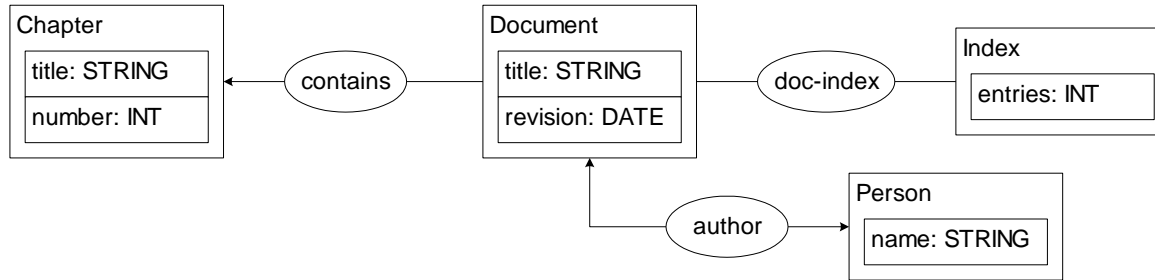 Chapter
title: STRING
number: INT
contains
Document
title: STRING
revision: DATE
doc-index
Index
entries: INT
author
Person
name: STRING